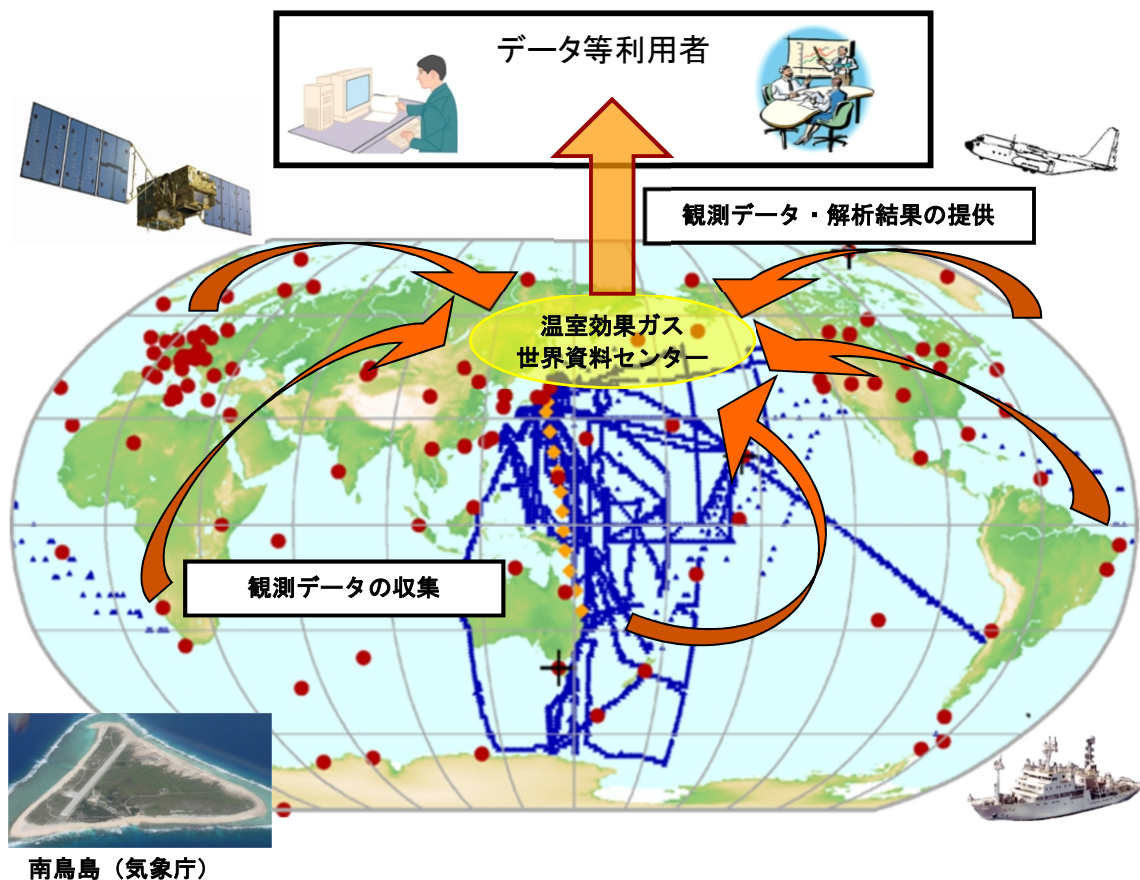 データ等利用者
観測データ・解析結果の提供
温室効果ガス
世界資料センター
観測データの収集
南鳥島（気象庁）